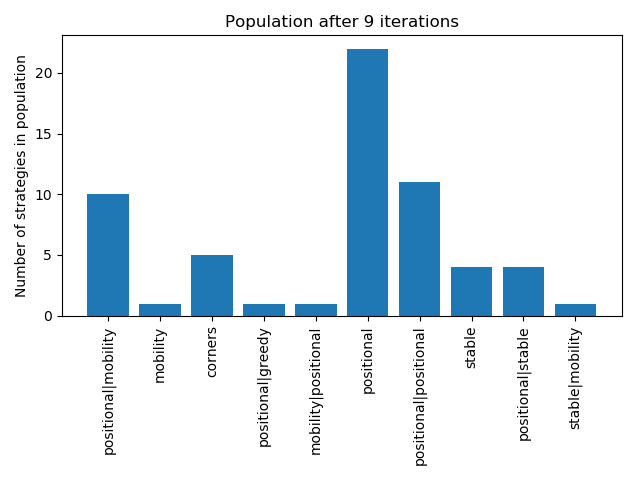 Population after 9 iterations
Number of strategies in population
20
15
10
5
0
positional|mobility
mobility
corners
positional|greedy
mobility|positional
positional
positional|positional
stable
positional|stable
stable|mobility